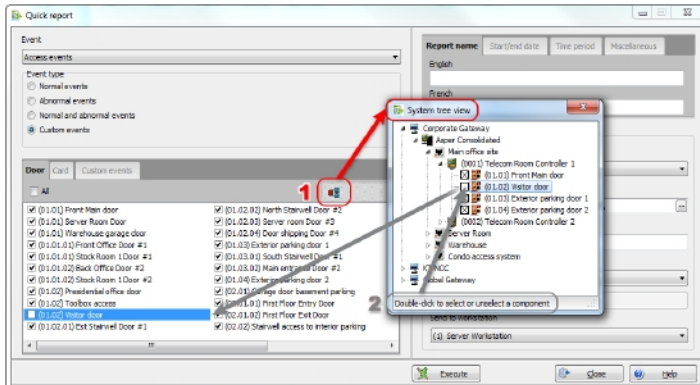 Quick report
Event
Access events
Event type
Normal events
Abnormal events
Normal and abnormal events
Custom events
Door Card Custom events
All
1
(01.01) Front Main door
(01.01) Server Room Door
(01.01) Warehouse garage door
(01.01.01) Front Office Door #1
(01.01.01) Stock Room 1 Door #1
(01.01.02) Back Office Door #2
(01.01.02) Stock Room 1 Door #2
(01.02) Presidential office door
(01.02) Toolbox access
(01.02) Visitor door
(01.02.01) Est Stairwell Door #1
(01.02.02) North Stairwell Door #2
(01.02.03) Server room Door #3
(01.02.04) Door shipping Door #4
(01.03) Exterior parking door 1
(01.03.01) South Stairwell
(01.03.02) Main entrance Door #2
(01.04) Exterior parking door 2
(02.01) Garage door basement parking
(02.01.01) First Floor Entry Door
(02.01.02) First Floor Exit Door
(02.02) Stairwell access to interior parking
Report name Start/end date Time period Miscellaneous
English
French
System tree view
Corporate Gateway
Asper Consolidated
Main office site
(0001) Telecom Room Controller 1
(01.01) Front Main door
(01.02) Visitor door
(01.03) Exterior parking door 1
(01.04) Exterior parking door 2
(0002) Telecom Room Controller 2
Server Room
Warehouse
Condo access system
Global Gateway
2
Double-click to select or unselect a component
Send to workstation
(1) Server Workstation
Execute
Close
Help